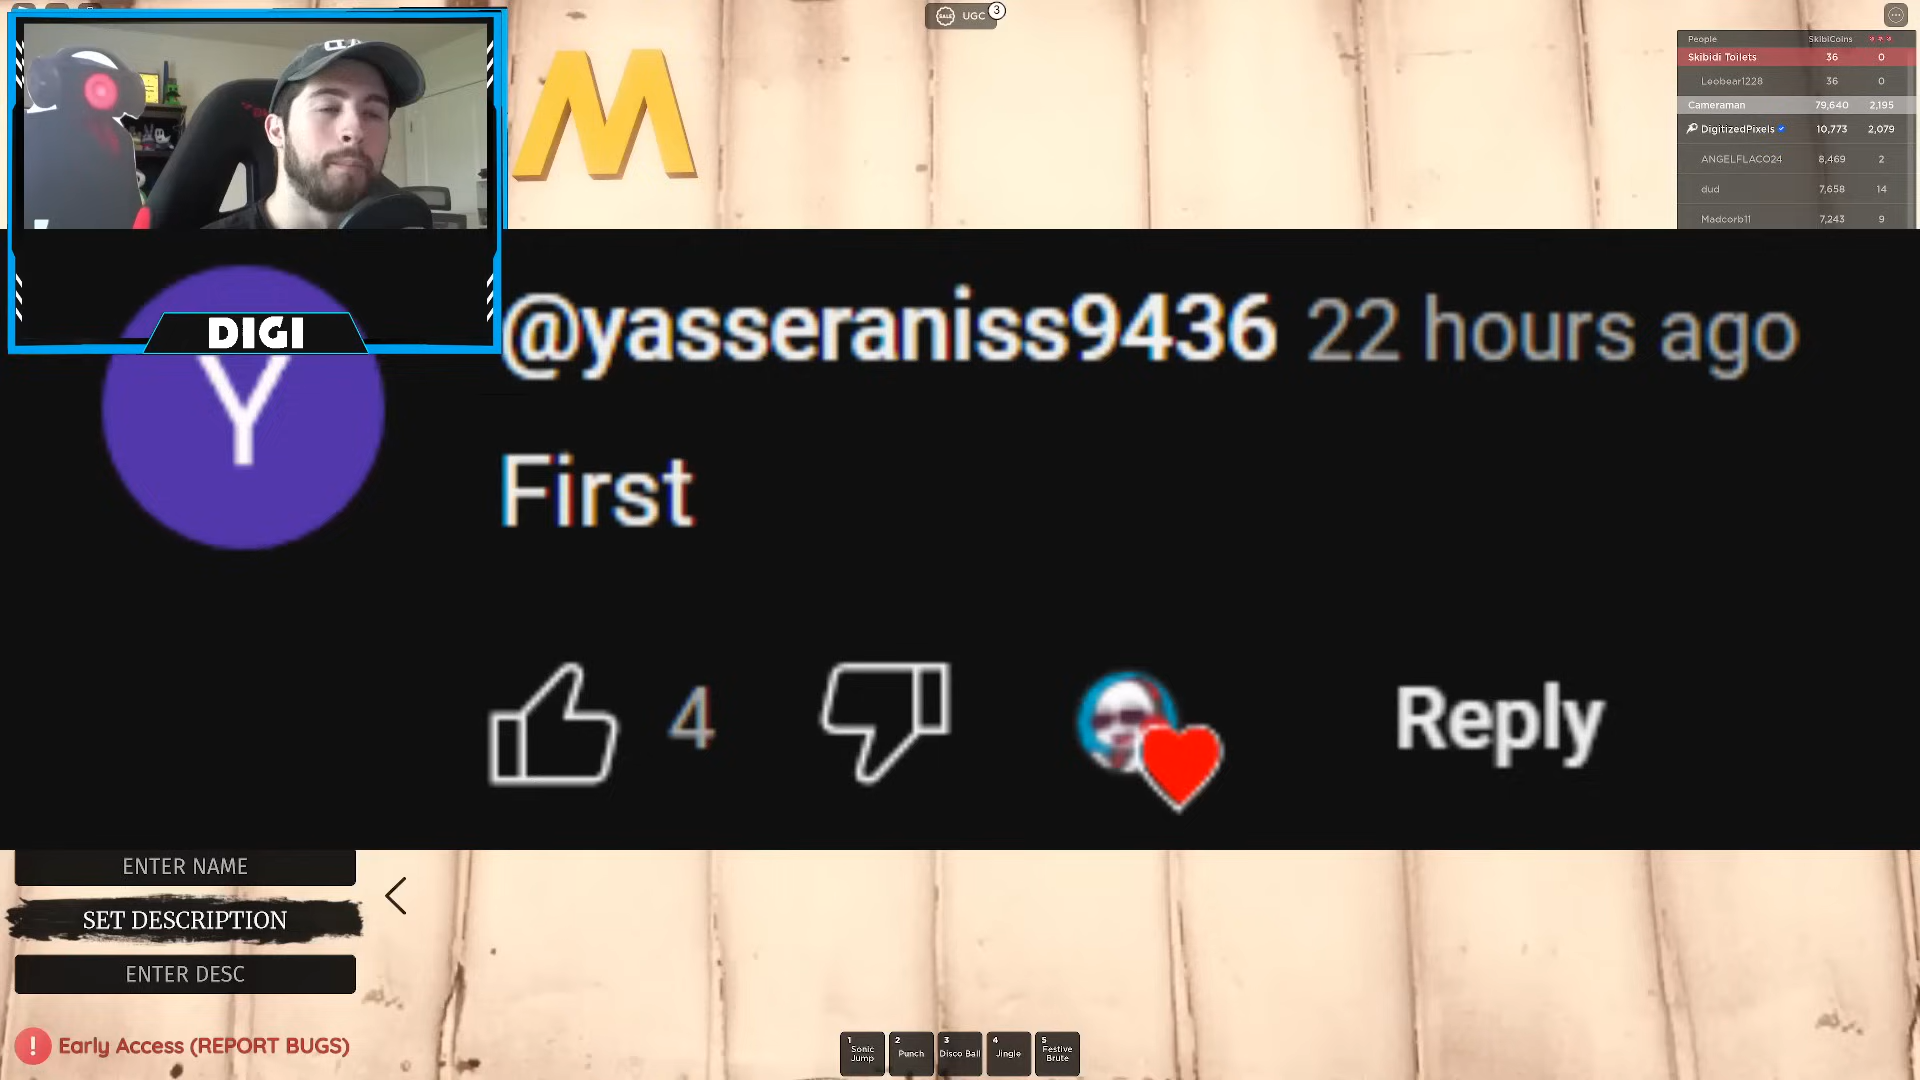 UGC 3
M
People SkibiCoins
Skibidi Toilets 36 0
Leobear1228 36 0
Cameraman 79,640 2,195
DigitizedPixels 10,773 2,079
ANGELFLACO24 8,469 2
dud 7,658 14
Madcorb11 7,243 9
DIGI
Y
@yasseraniss9436 22 hours ago
First
4
Reply
ENTER NAME
SET DESCRIPTION
ENTER DESC
! Early Access (REPORT BUGS)
1 Sonic Jump
2 Punch
3 Disco Ball
4 Jingle
5 Festive Brute